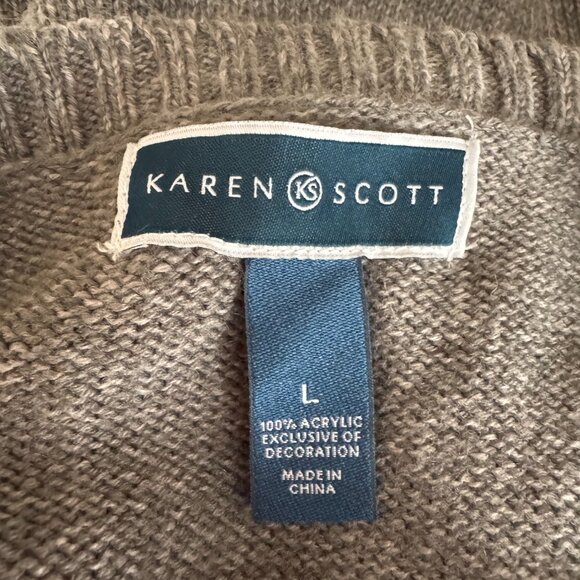 KAREN KS SCOTT
L
100% ACRYLIC
EXCLUSIVE OF
DECORATION
MADE IN
CHINA